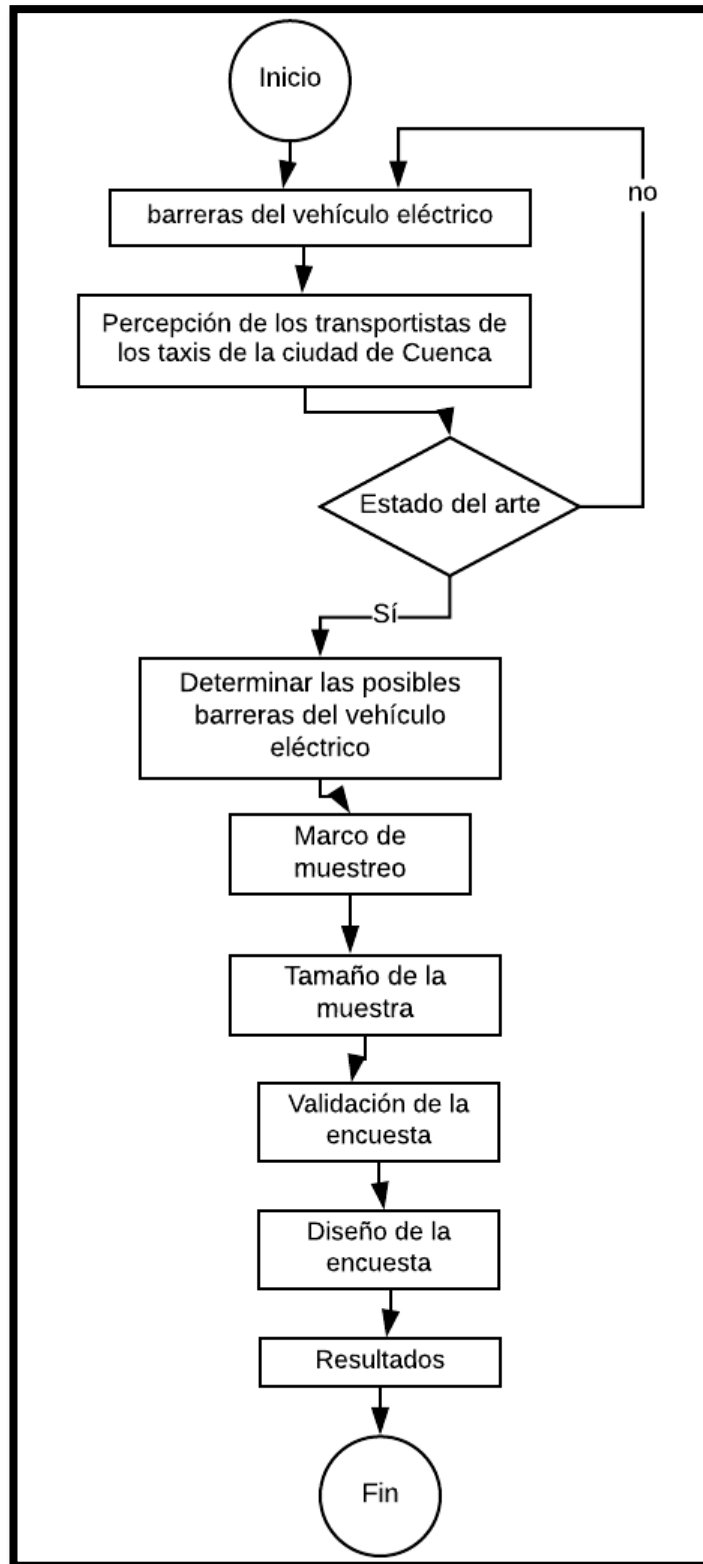 Inicio
no
barreras del vehículo eléctrico
Percepción de los transportistas de
los taxis de la ciudad de Cuenca
Estado del arte
Sí
Determinar las posibles
barreras del vehículo
eléctrico
Marco de
muestreo
Tamaño de la
muestra
Validación de la
encuesta
Diseño de la
encuesta
Resultados
Fin